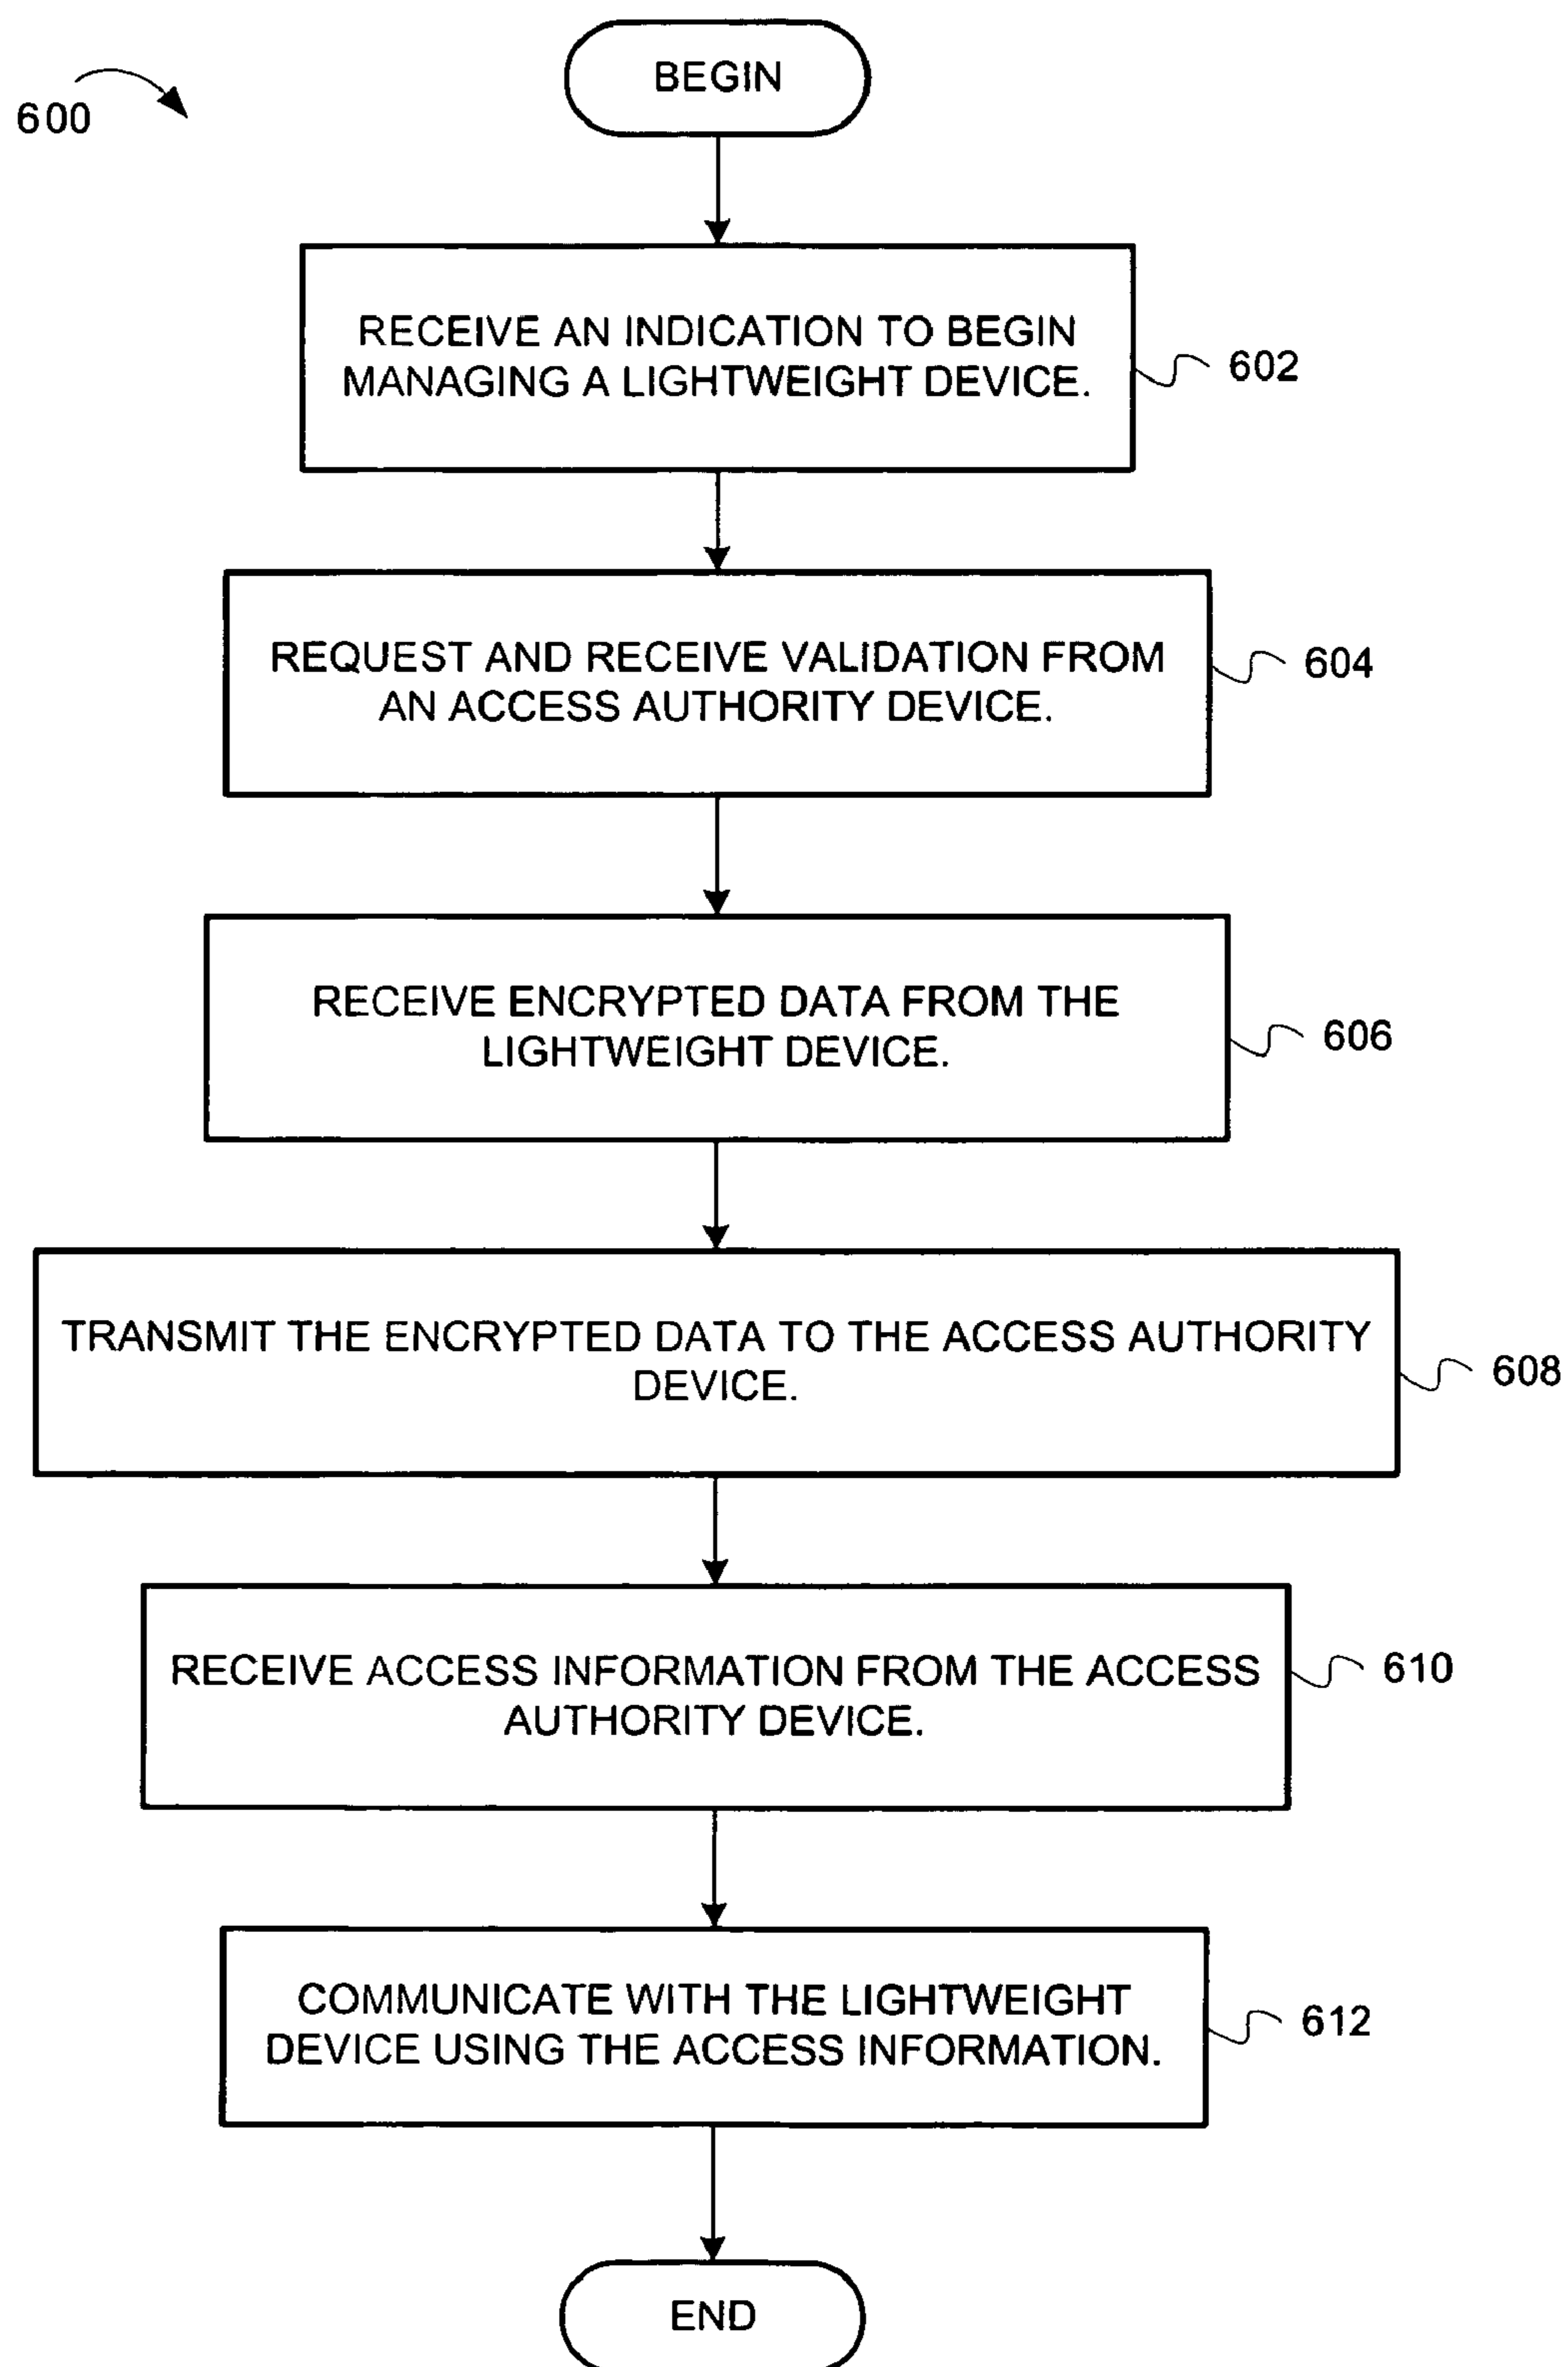 BEGIN
600
RECEIVE AN INDICATION TO BEGIN
MANAGING A LIGHTWEIGHT DEVICE.
602
REQUEST AND RECEIVE VALIDATION FROM
AN ACCESS AUTHORITY DEVICE.
604
RECEIVE ENCRYPTED DATA FROM THE
LIGHTWEIGHT DEVICE.
606
TRANSMIT THE ENCRYPTED DATA TO THE ACCESS AUTHORITY
DEVICE.
608
RECEIVE ACCESS INFORMATION FROM THE ACCESS
AUTHORITY DEVICE.
610
COMMUNICATE WITH THE LIGHTWEIGHT
DEVICE USING THE ACCESS INFORMATION.
612
END